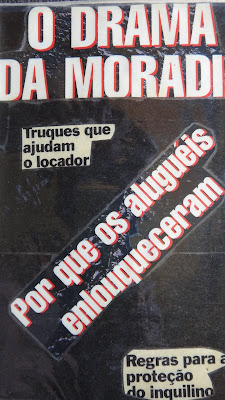 O DRAMA
DA MORADI
Truques que
ajudam
o locador
Por que os aluguéis
enlouqueceram
Regras para a
proteção
do inquilino